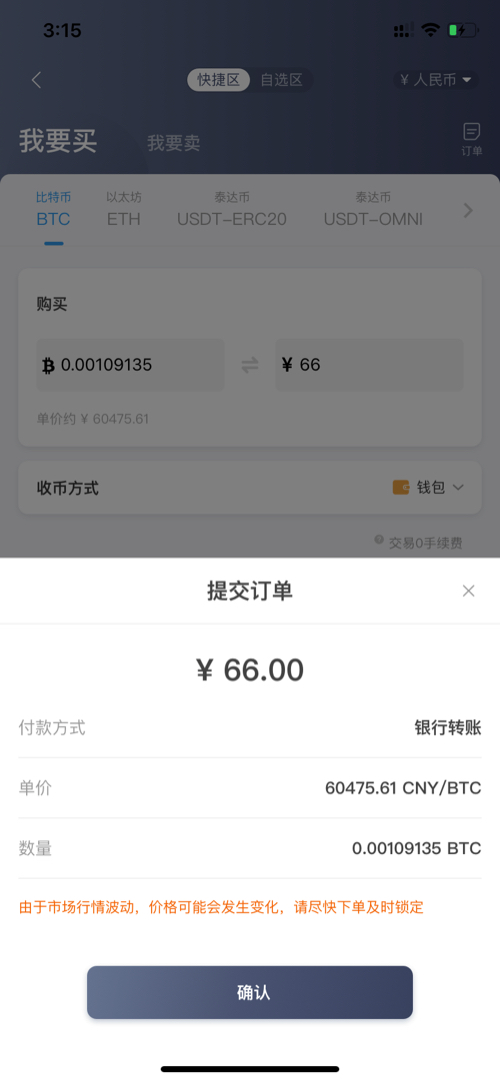 3:15
快捷区 自选区 ¥ 人民币
我要买 我要卖 订单
比特币 以太坊 泰达币 泰达币
BTC ETH USDT-ERC20 USDT-OMNI
购买
0.00109135 ¥ 66
单价约 ¥ 60475.61
收币方式 钱包
交易0手续费
提交订单
¥ 66.00
付款方式 银行转账
单价 60475.61 CNY/BTC
数量 0.00109135 BTC
由于市场行情波动，价格可能会发生变化，请尽快下单及时锁定
确认